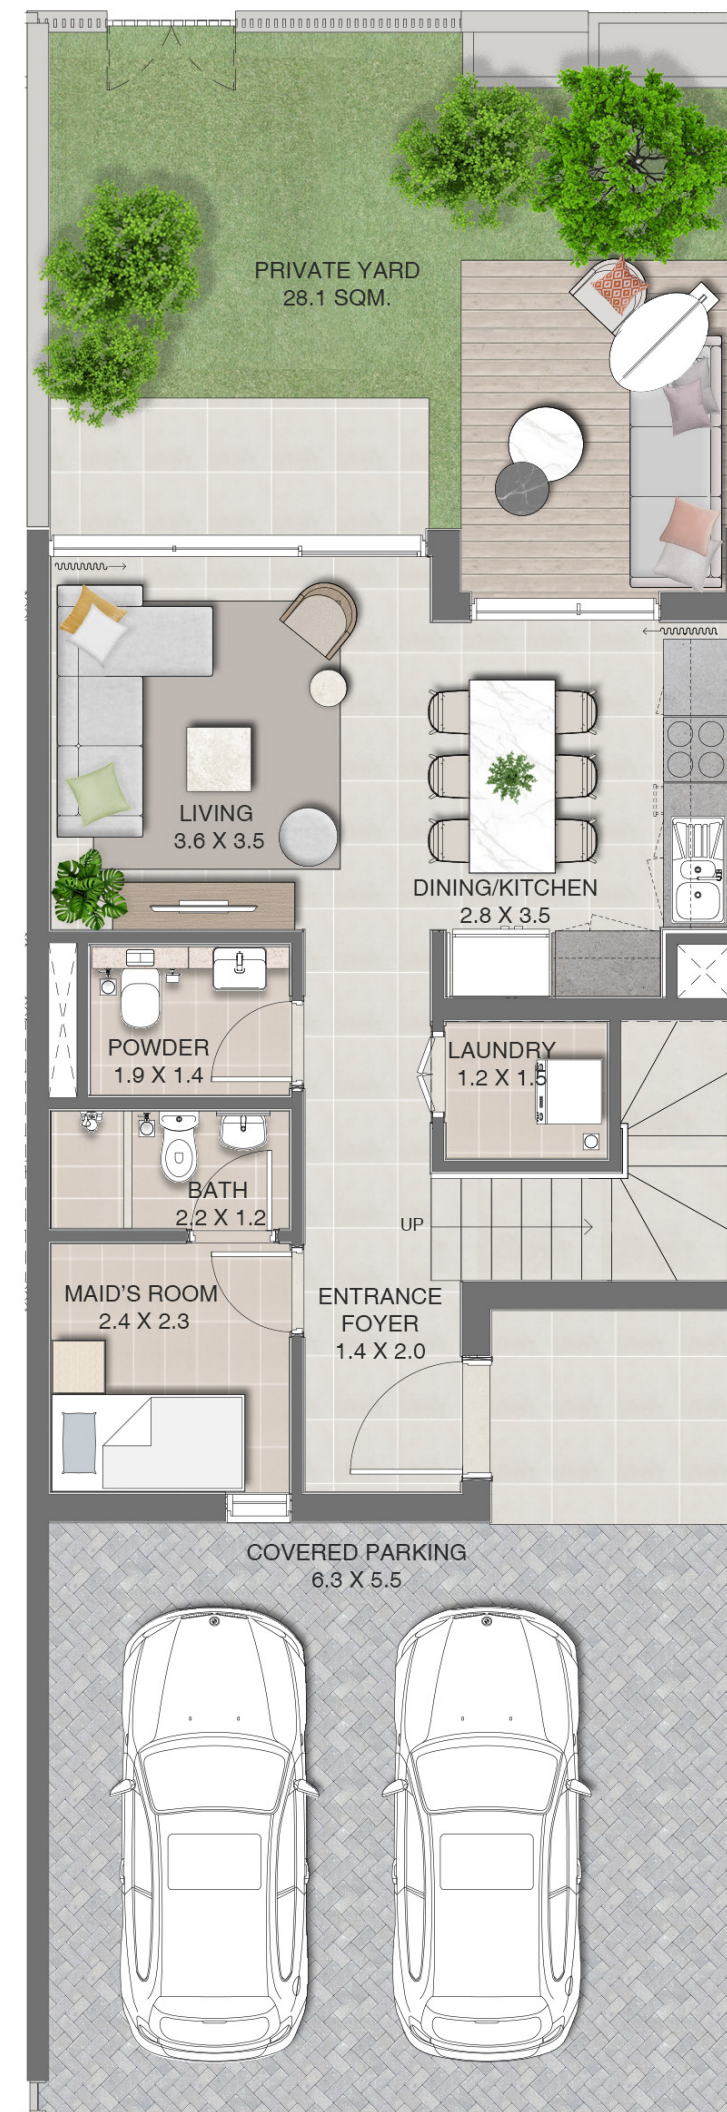 PRIVATE YARD
28.1 SQM.
LIVING
3.6 X 3.5
DINING/KITCHEN
2.8 X 3.5
POWDER
1.9 X 1.4
LAUNDRY
1.2 X 1.5
BATH
2.2 X 1.2
UP
MAID'S ROOM
2.4 X 2.3
ENTRANCE
FOYER
1.4 X 2.0
COVERED PARKING
6.3 X 5.5